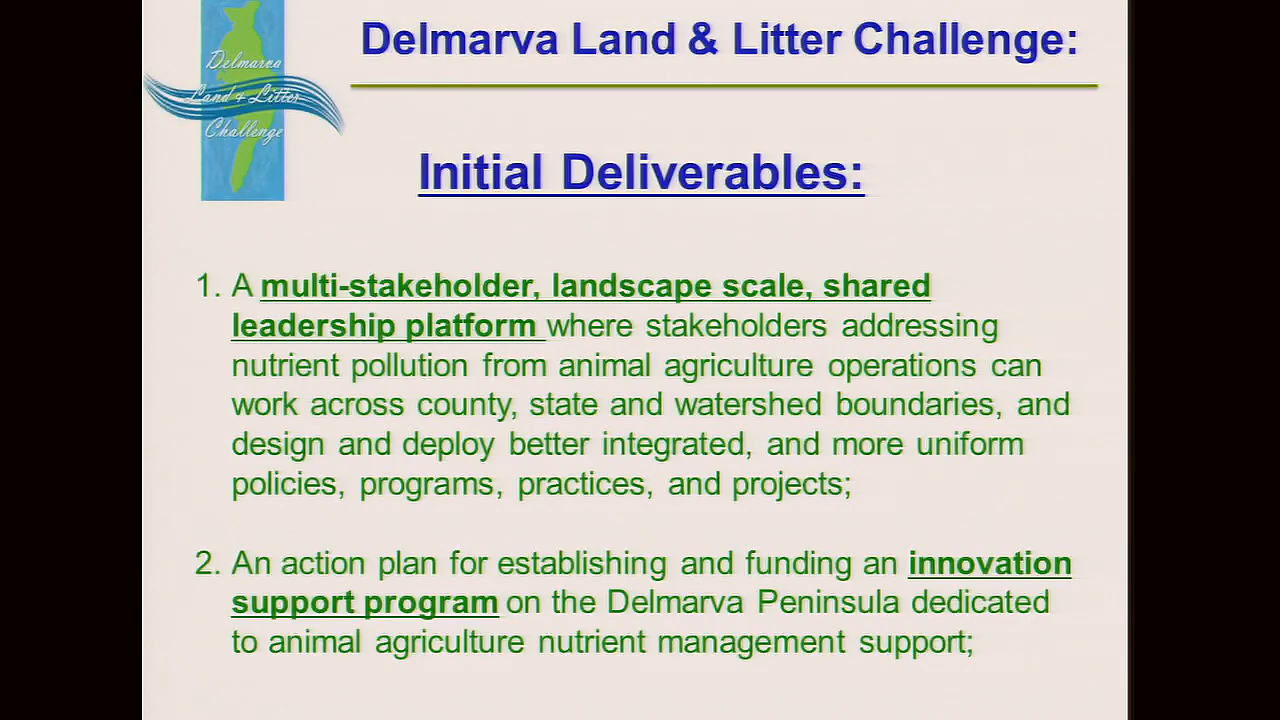 Delmarva Land & Litter Challenge:
Delmarva
Land & Litter
Challenge
Initial Deliverables:
1. A multi-stakeholder, landscape scale, shared
leadership platform where stakeholders addressing
nutrient pollution from animal agriculture operations can
work across county, state and watershed boundaries, and
design and deploy better integrated, and more uniform
policies, programs, practices, and projects;
2. An action plan for establishing and funding an innovation
support program on the Delmarva Peninsula dedicated
to animal agriculture nutrient management support;